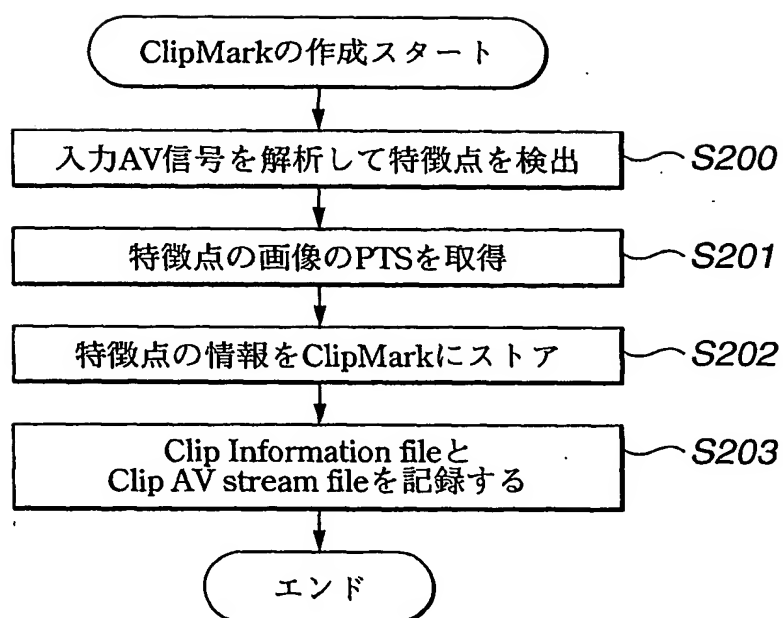 ClipMarkの作成スタート
入力AV信号を解析して特徴点を検出
S200
特徴点の画像のPTSを取得
S201
特徴点の情報をClipMarkにストア
S202
Clip Information fileと
Clip AV stream fileを記録する
S203
エンド